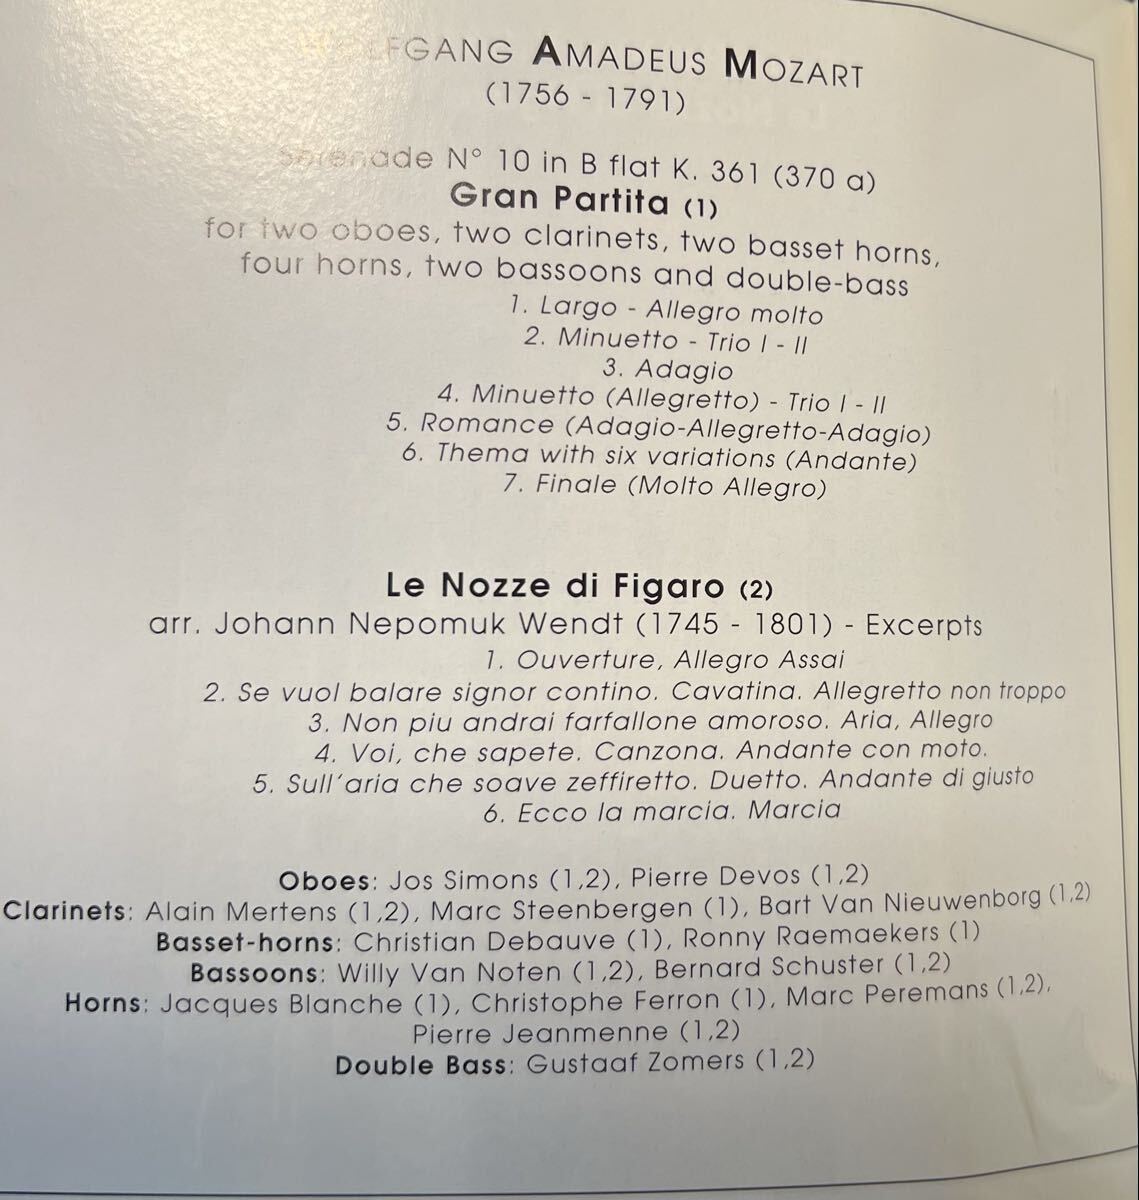 WOLFGANG AMADEUS MOZART
(1756 - 1791)
Serenade N° 10 in B flat K. 361 (370 a)
Gran Partita (1)
for two oboes, two clarinets, two basset horns,
four horns, two bassoons and double-bass
1. Largo - Allegro molto
2. Minuetto - Trio I - II
3. Adagio
4. Minuetto (Allegretto) - Trio I - II
5. Romance (Adagio-Allegretto-Adagio)
6. Thema with six variations (Andante)
7. Finale (Molto Allegro)
Le Nozze di Figaro (2)
arr. Johann Nepomuk Wendt (1745 - 1801) - Excerpts
1. Ouverture, Allegro Assai
2. Se vuol balare signor contino. Cavatina. Allegretto non troppo
3. Non piu andrai farfallone amoroso. Aria, Allegro
4. Voi, che sapete. Canzona. Andante con moto.
5. Sull'aria che soave zeffiretto. Duetto. Andante di giusto
6. Ecco la marcia. Marcia
Oboes: Jos Simons (1,2), Pierre Devos (1,2)
Clarinets: Alain Mertens (1,2), Marc Steenbergen (1), Bart Van Nieuwenborg (1,2)
Basset-horns: Christian Debauve (1), Ronny Raemaekers (1)
Bassoons: Willy Van Noten (1,2), Bernard Schuster (1,2)
Horns: Jacques Blanche (1), Christophe Ferron (1), Marc Peremans (1,2),
Pierre Jeanmenne (1,2)
Double Bass: Gustaaf Zomers (1,2)